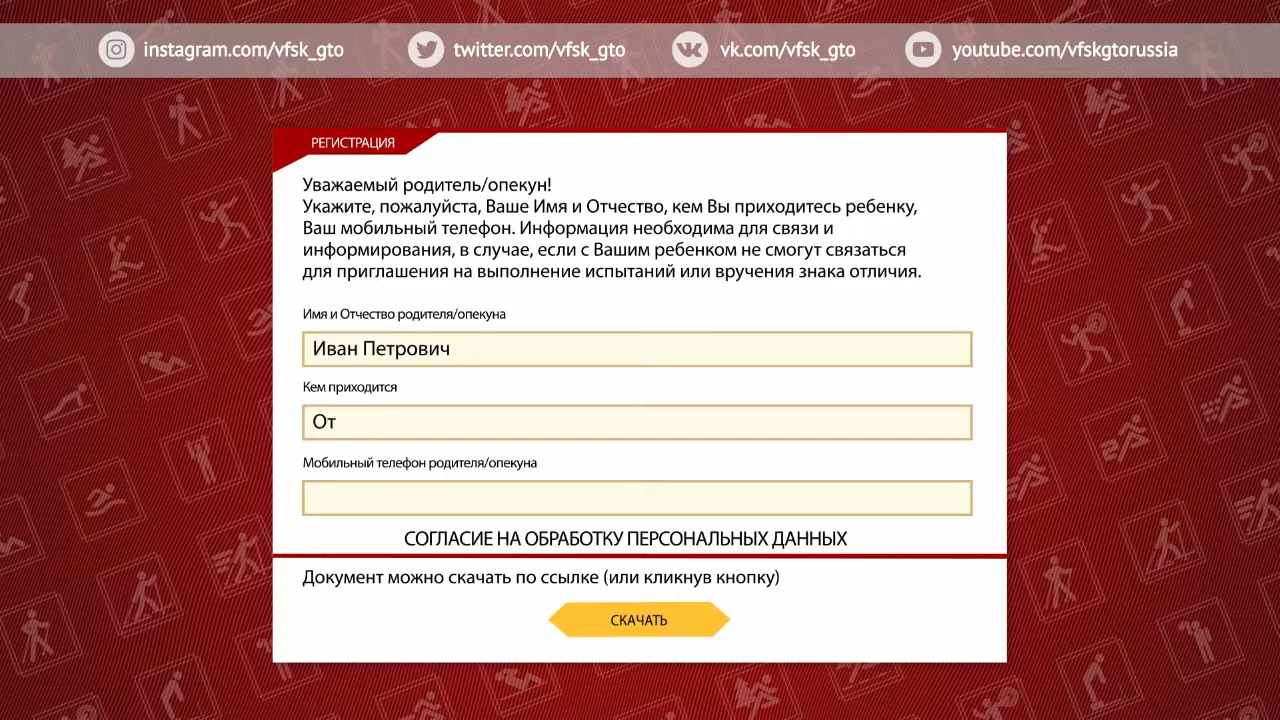 instagram.com/vfsk_gto twitter.com/vfsk_gto vk.com/vfsk_gto youtube.com/vfskgtorussia
РЕГИСТРАЦИЯ
Уважаемый родитель/опекун!
Укажите, пожалуйста, Ваше Имя и Отчество, кем Вы приходитесь ребенку,
Ваш мобильный телефон. Информация необходима для связи и
информирования, в случае, если с Вашим ребенком не смогут связаться
для приглашения на выполнение испытаний или вручения знака отличия.
Имя и Отчество родителя/опекуна
Иван Петрович
Кем приходится
От
Мобильный телефон родителя/опекуна
СОГЛАСИЕ НА ОБРАБОТКУ ПЕРСОНАЛЬНЫХ ДАННЫХ
Документ можно скачать по ссылке (или кликнув кнопку)
СКАЧАТЬ